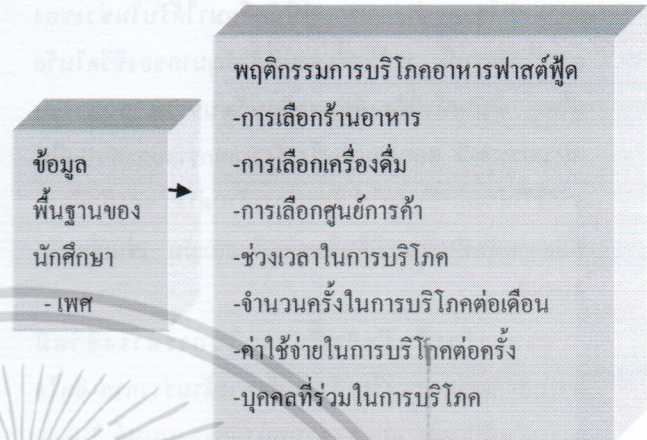 ข้อมูล
พื้นฐานของ
นักศึกษา
- เพศ
พฤติกรรมการบริโภคอาหารฟาสต์ฟู้ด
-การเลือกร้านอาหาร
-การเลือกเครื่องดื่ม
-การเลือกศูนย์การค้า
-ช่วงเวลาในการบริโภค
-จำนวนครั้งในการบริโภคต่อเดือน
-ค่าใช้จ่ายในการบริโภคต่อครั้ง
-บุคคลที่ร่วมในการบริโภค